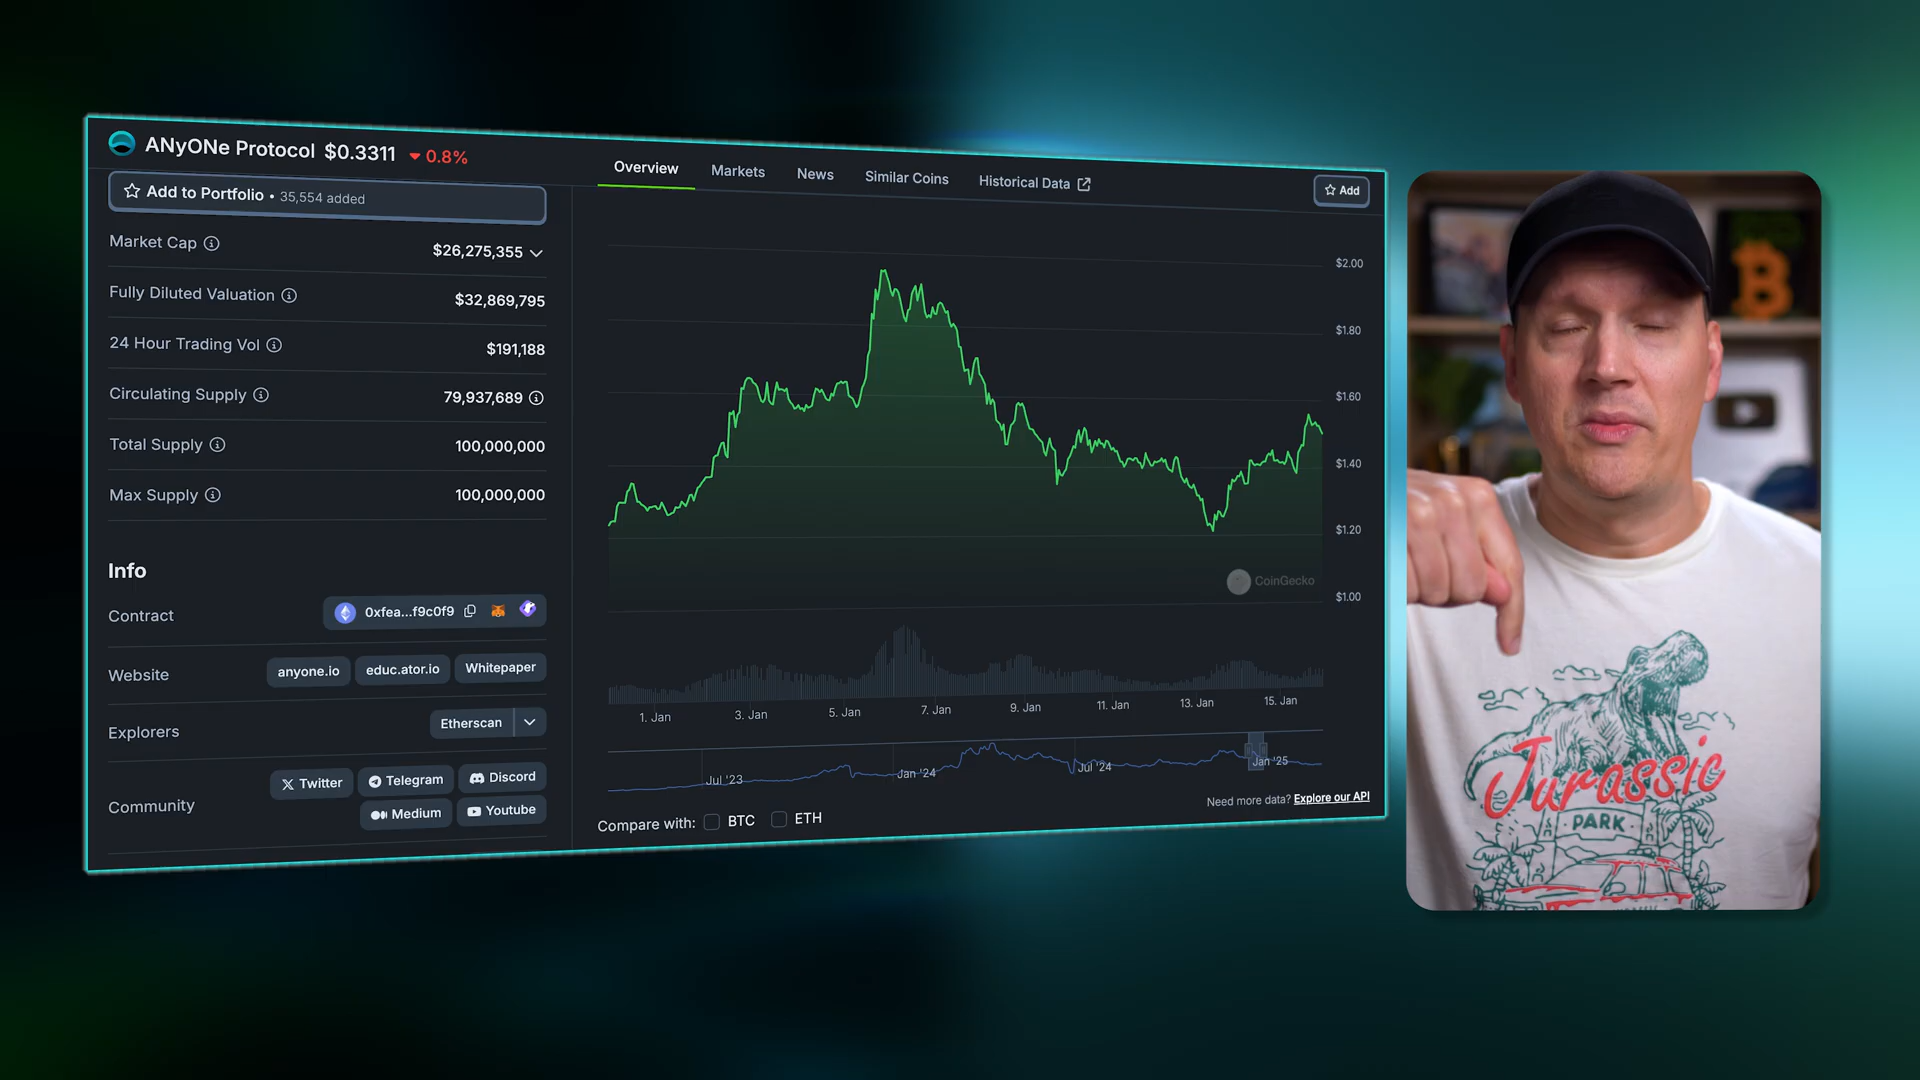 ANyONe Protocol $0.3311 0.8%
Add to Portfolio • 35,554 added
Market Cap $26,275,355
Fully Diluted Valuation $32,869,795
24 Hour Trading Vol $191,188
Circulating Supply 79,937,689
Total Supply 100,000,000
Max Supply 100,000,000
Info
Contract 0xfea...f9c0f9
Website anyone.io educ.ator.io Whitepaper
Explorers Etherscan
Community Twitter Telegram Discord
Medium Youtube
Overview Markets News Similar Coins Historical Data
Add
$2.00
$1.80
$1.60
$1.40
$1.20
$1.00
CoinGecko
1. Jan 3. Jan 5. Jan 7. Jan 9. Jan 11. Jan 13. Jan 15. Jan
Jul '23 Jan '24 Jul '24 Jan '25
Need more data? Explore our API
Compare with: BTC ETH
Jurassic
PARK